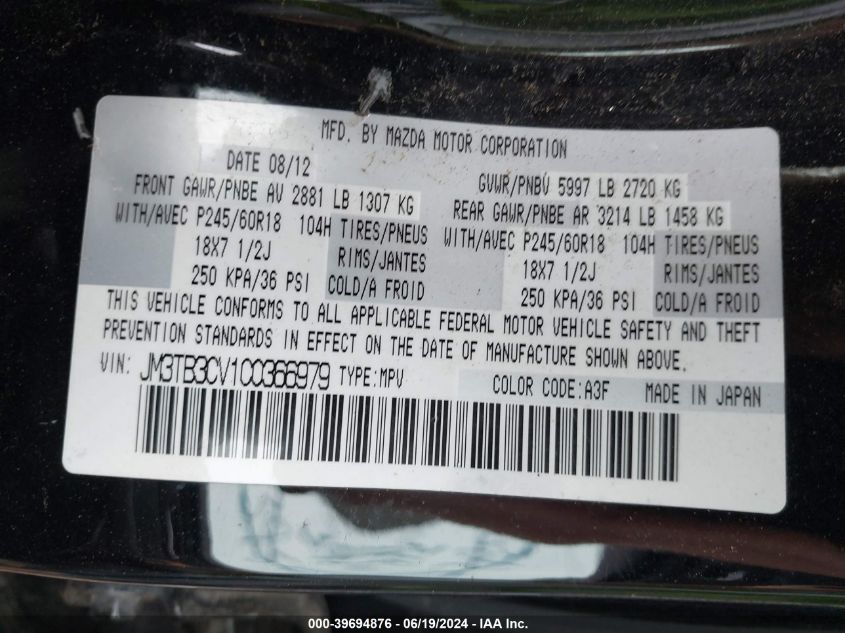 MFD. BY MAZDA MOTOR CORPORATION
DATE 08/12
GVWR/PNBV 5997 LB 2720 KG
FRONT GAWR/PNBE AV 2881 LB 1307 KG
REAR GAWR/PNBE AR 3214 LB 1458 KG
WITH/AVEC P245/60R18 104H TIRES/PNEUS
WITH/AVEC P245/60R18 104H TIRES/PNEUS
18X7 1/2J RIMS/JANTES
18X7 1/2J RIMS/JANTES
250 KPA/36 PSI COLD/A FROID
250 KPA/36 PSI COLD/A FROID
THIS VEHICLE CONFORMS TO ALL APPLICABLE FEDERAL MOTOR VEHICLE SAFETY AND THEFT
PREVENTION STANDARDS IN EFFECT ON THE DATE OF MANUFACTURE SHOWN ABOVE.
VIN: JM3TB3CV1C0366979 TYPE:MPV COLOR CODE:A3F MADE IN JAPAN
000-39694876 - 06/19/2024 - IAA Inc.